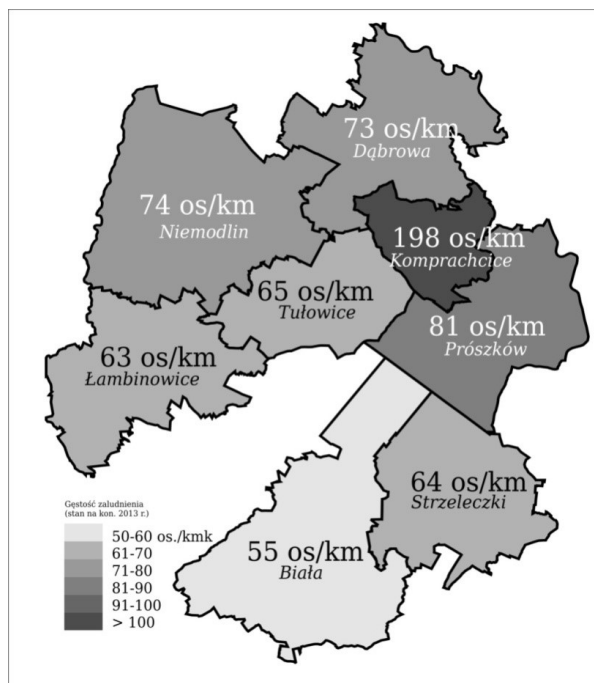 73 os/km
Dąbrowa
74 os/km
Niemodlin
198 os/km
Komprachcice
65 os/km
Tułowice
81 os/km
Prószków
63 os/km
Łambinowice
64 os/km
Strzeleczki
55 os/km
Biała
Gęstość zaludnienia
(stan na kon. 2013 r.)
50-60 os./kmk
61-70
71-80
81-90
91-100
> 100